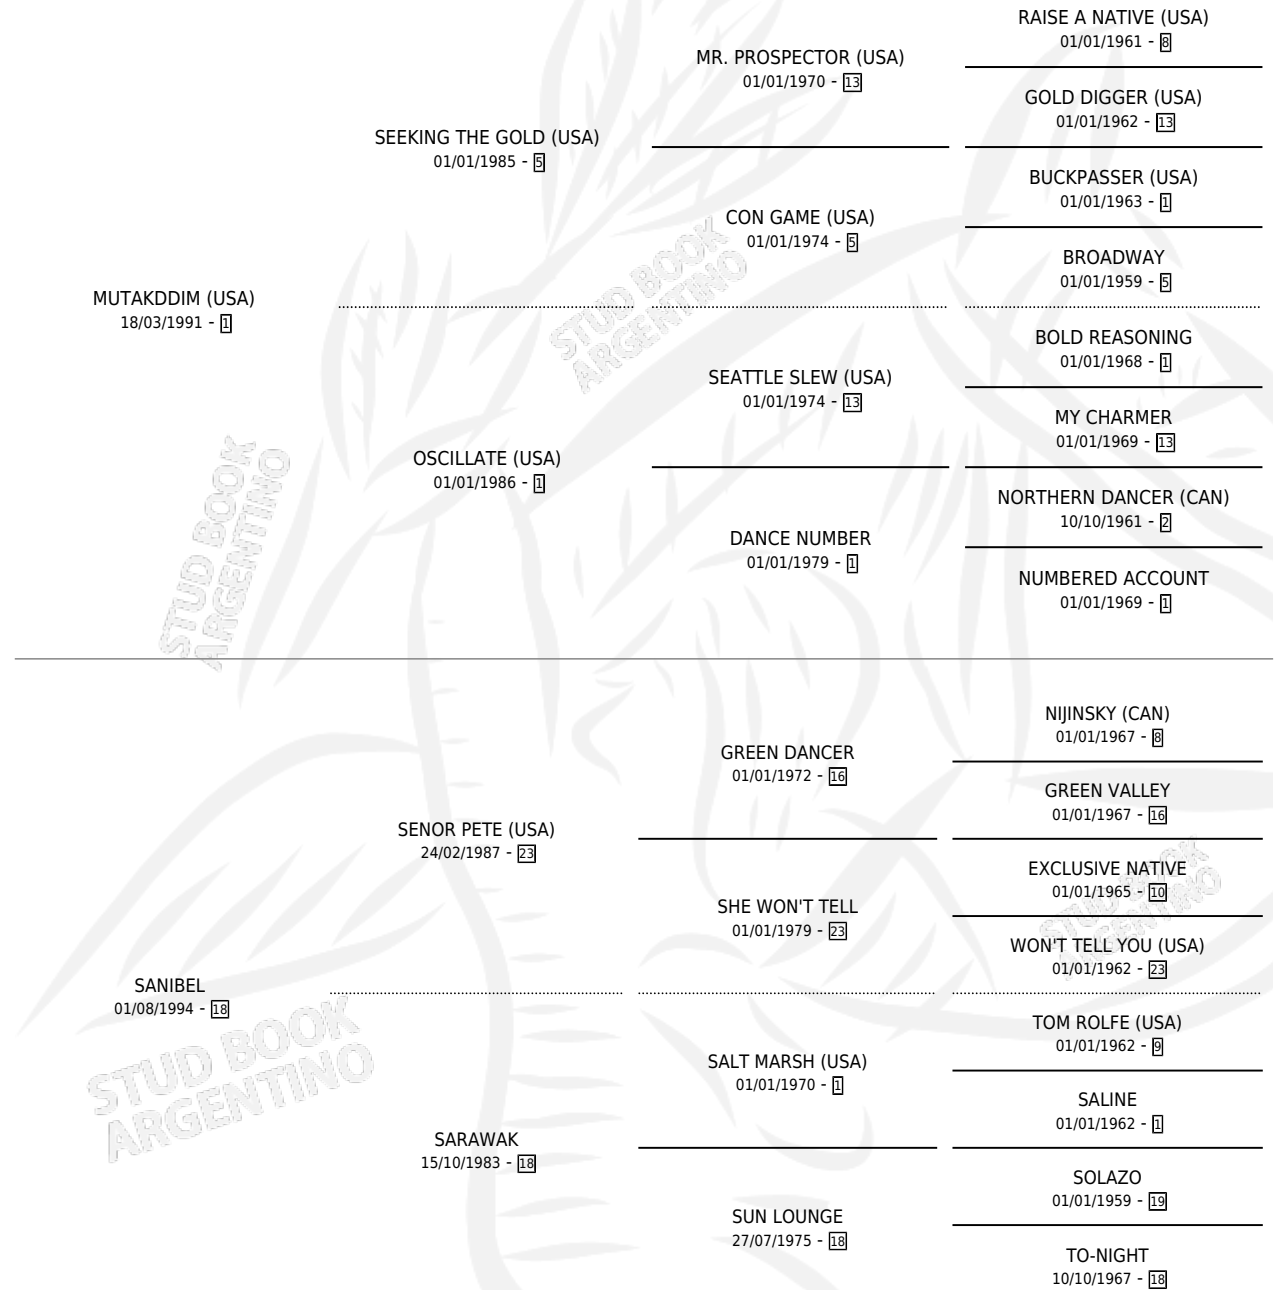 RAISE A NATIVE (USA)
01/01/1961 - 8
MR. PROSPECTOR (USA)
01/01/1970 - 13
GOLD DIGGER (USA)
01/01/1962 - 13
SEEKING THE GOLD (USA)
01/01/1985 - 5
BUCKPASSER (USA)
01/01/1963 - 1
CON GAME (USA)
01/01/1974 - 5
BROADWAY
01/01/1959 - 5
MUTAKDDIM (USA)
18/03/1991 - 1
STUD BOOK
ARGENTINO
BOLD REASONING
01/01/1968 - 1
SEATTLE SLEW (USA)
01/01/1974 - 13
MY CHARMER
01/01/1969 - 13
OSCILLATE (USA)
01/01/1986 - 1
NORTHERN DANCER (CAN)
10/10/1961 - 2
DANCE NUMBER
01/01/1979 - 1
NUMBERED ACCOUNT
01/01/1969 - 1
STUD BOOK
ARGENTINO
NIJINSKY (CAN)
01/01/1967 - 8
GREEN DANCER
01/01/1972 - 16
GREEN VALLEY
01/01/1967 - 16
SENOR PETE (USA)
24/02/1987 - 23
EXCLUSIVE NATIVE
01/01/1965 - 10
SHE WON'T TELL
01/01/1979 - 23
WON'T TELL YOU (USA)
01/01/1962 - 23
STUD BOOK
ARGENTINO
SANIBEL
01/08/1994 - 18
TOM ROLFE (USA)
01/01/1962 - 9
SALT MARSH (USA)
01/01/1970 - 1
SALINE
01/01/1962 - 1
STUD BOOK
ARGENTINO
SARAWAK
15/10/1983 - 18
SOLAZO
01/01/1959 - 19
SUN LOUNGE
27/07/1975 - 18
TO-NIGHT
10/10/1967 - 18